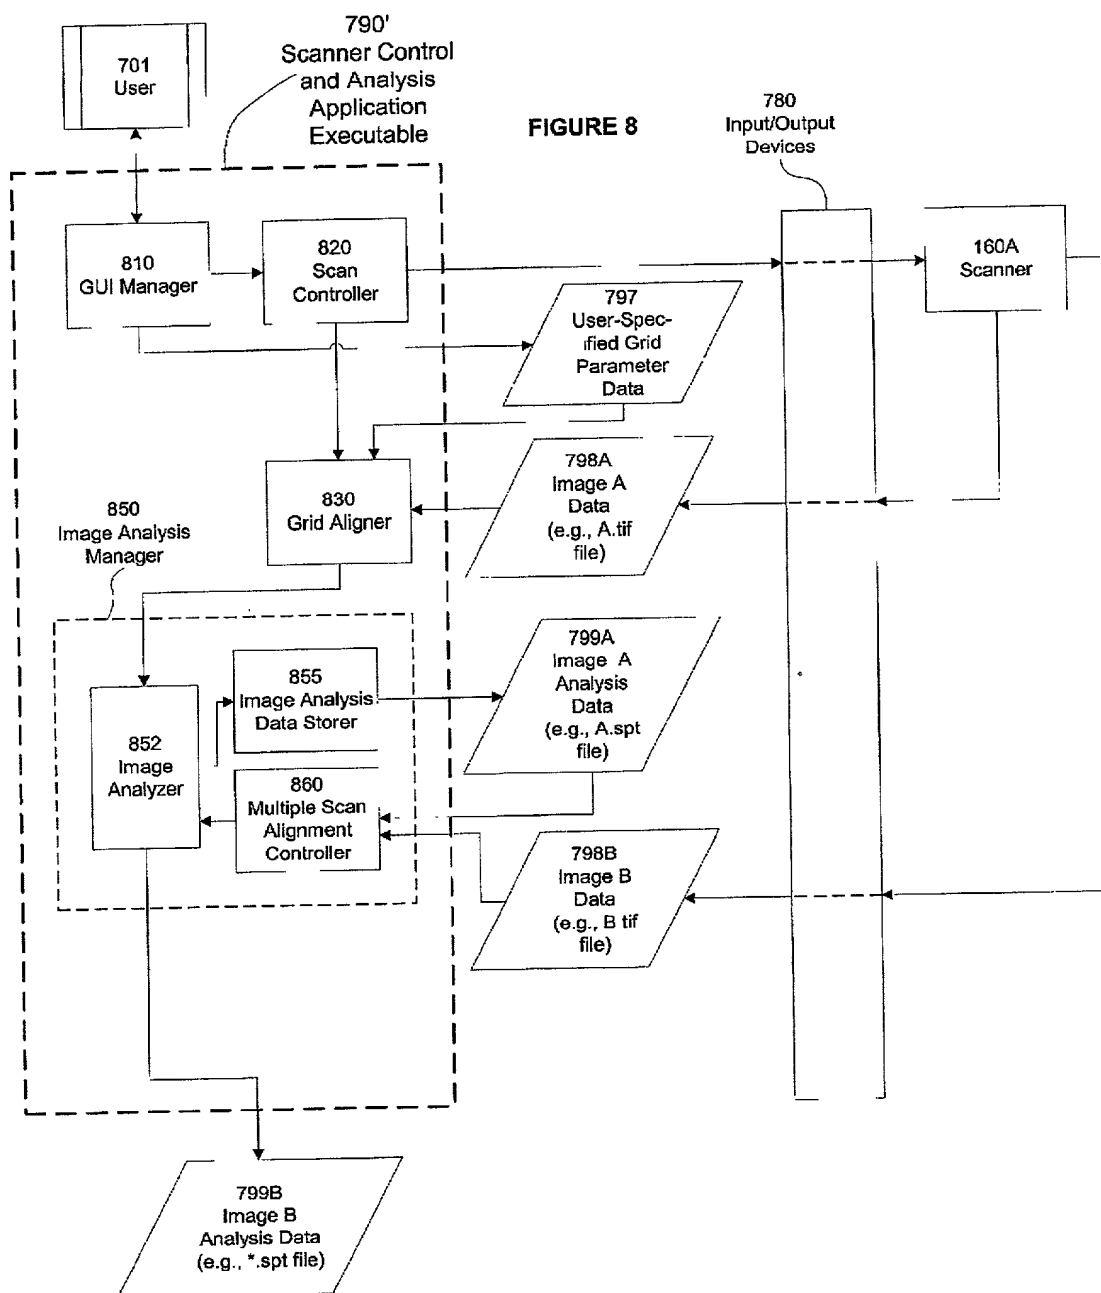 790'
Scanner Control
and Analysis
Application
Executable
701
User
FIGURE 8
780
Input/Output
Devices
810
GUI Manager
820
Scan
Controller
160A
Scanner
797
User-Spec-
ified Grid
Parameter
Data
830
Grid Aligner
798A
Image A
Data
(e.g., A.tif
file)
850
Image Analysis
Manager
855
Image Analysis
Data Storer
799A
Image A
Analysis
Data
(e.g., A.spt
file)
852
Image
Analyzer
860
Multiple Scan
Alignment
Controller
798B
Image B
Data
(e.g., B tif
file)
799B
Image B
Analysis Data
(e.g., *.spt file)